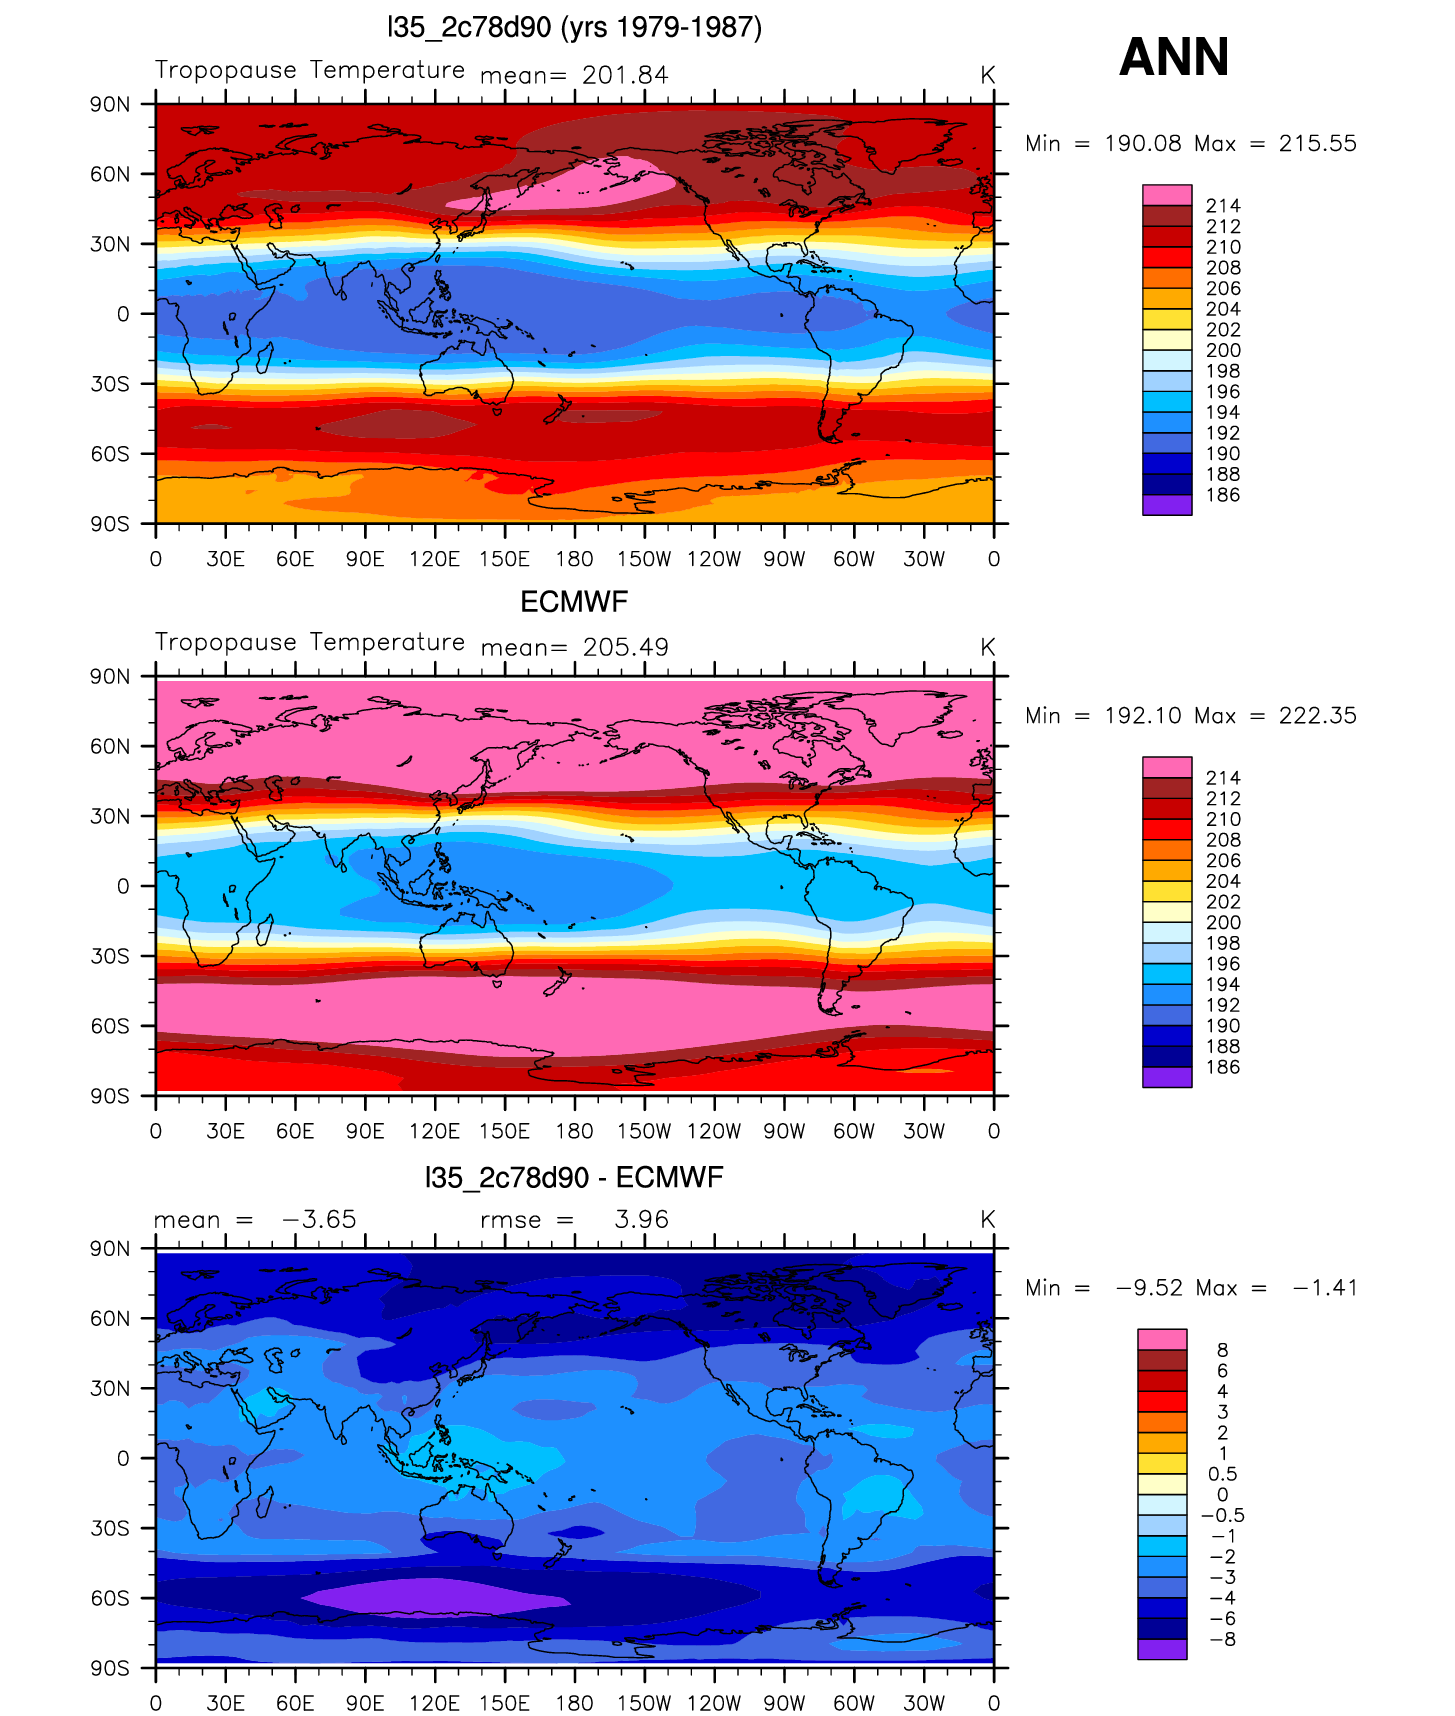 l35_2c78d90 (yrs 1979-1987)
ANN
Tropopause Temperature mean= 201.84 K
Min = 190.08 Max = 215.55
90N
60N
30N
0
30S
60S
90S
0 30E 60E 90E 120E 150E 180 150W 120W 90W 60W 30W 0
214
212
210
208
206
204
202
200
198
196
194
192
190
188
186
ECMWF
Tropopause Temperature mean= 205.49 K
Min = 192.10 Max = 222.35
90N
60N
30N
0
30S
60S
90S
0 30E 60E 90E 120E 150E 180 150W 120W 90W 60W 30W 0
214
212
210
208
206
204
202
200
198
196
194
192
190
188
186
l35_2c78d90 - ECMWF
mean = −3.65 rmse = 3.96 K
Min = −9.52 Max = −1.41
90N
60N
30N
0
30S
60S
90S
0 30E 60E 90E 120E 150E 180 150W 120W 90W 60W 30W 0
8
6
4
3
2
1
0.5
0
−0.5
−1
−2
−3
−4
−6
−8